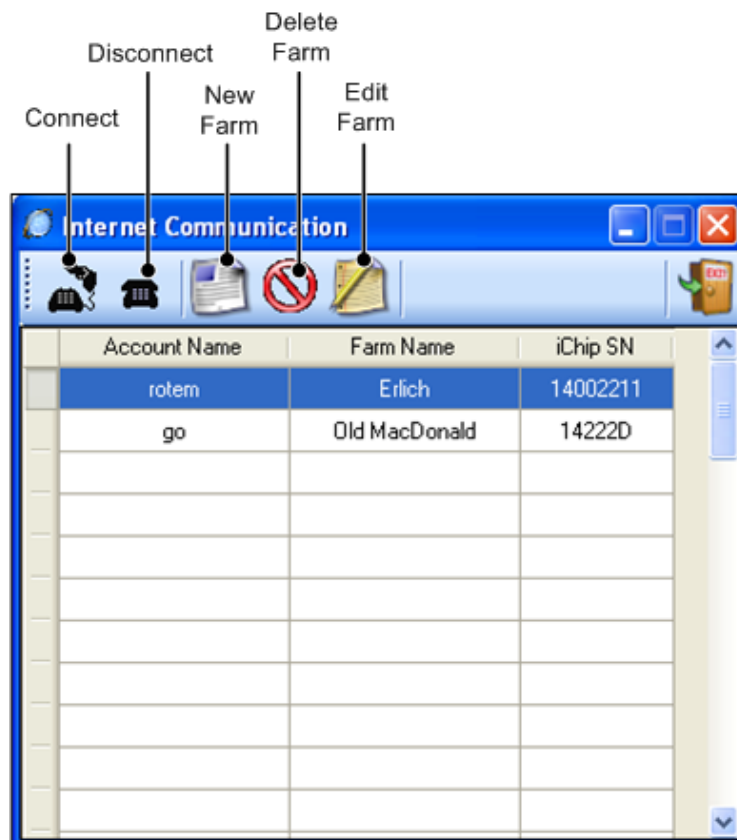 Delete
Farm
Disconnect
New
Farm
Edit
Farm
Connect
Internet Communication
EXIT
Account Name Farm Name iChip SN
rotem Erlich 14002211
go Old MacDonald 14222D